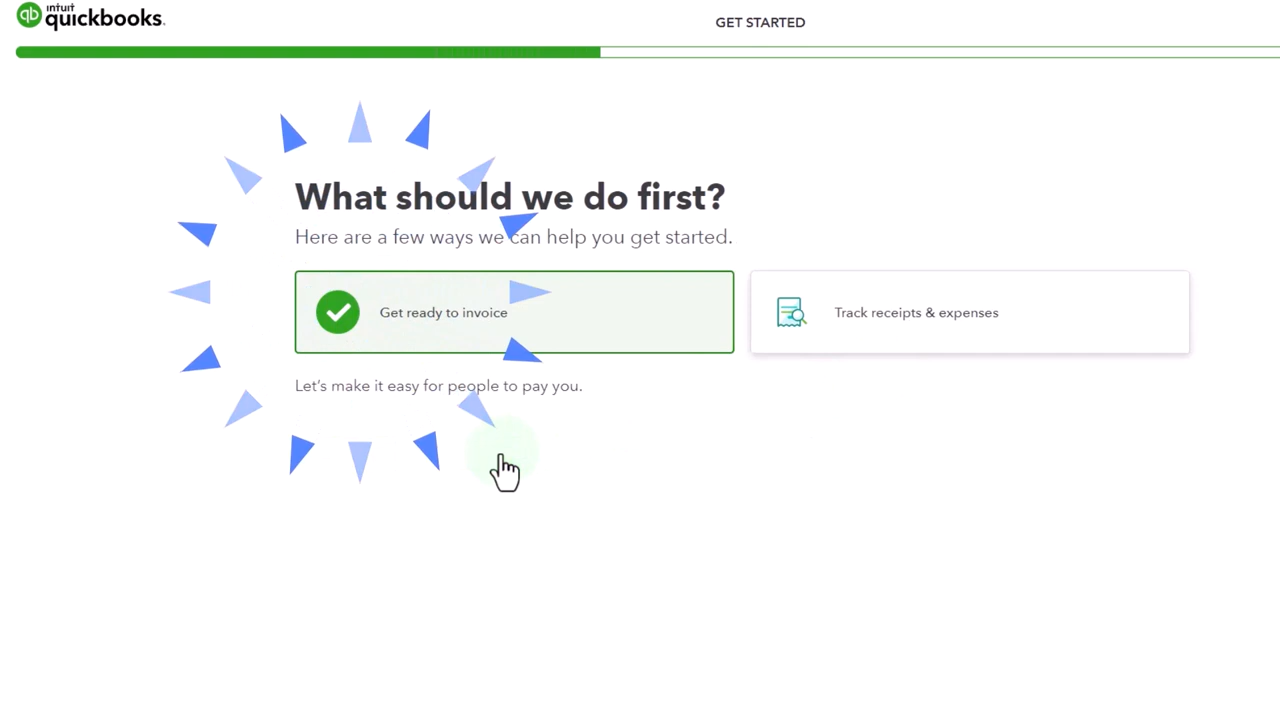 intuit
quickbooks.
GET STARTED
What should we do first?
Here are a few ways we can help you get started.
Get ready to invoice
Track receipts & expenses
Let's make it easy for people to pay you.